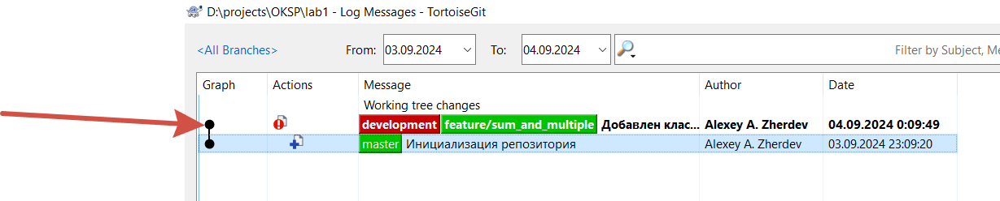 D:\projects\OKSP\lab1 - Log Messages - TortoiseGit
<All Branches> From: 03.09.2024 To: 04.09.2024 Filter by Subject, Me
Graph Actions Message Author Date
Working tree changes
development feature/sum_and_multiple Добавлен клас... Alexey A. Zherdev 04.09.2024 0:09:49
master Инициализация репозитория Alexey A. Zherdev 03.09.2024 23:09:20